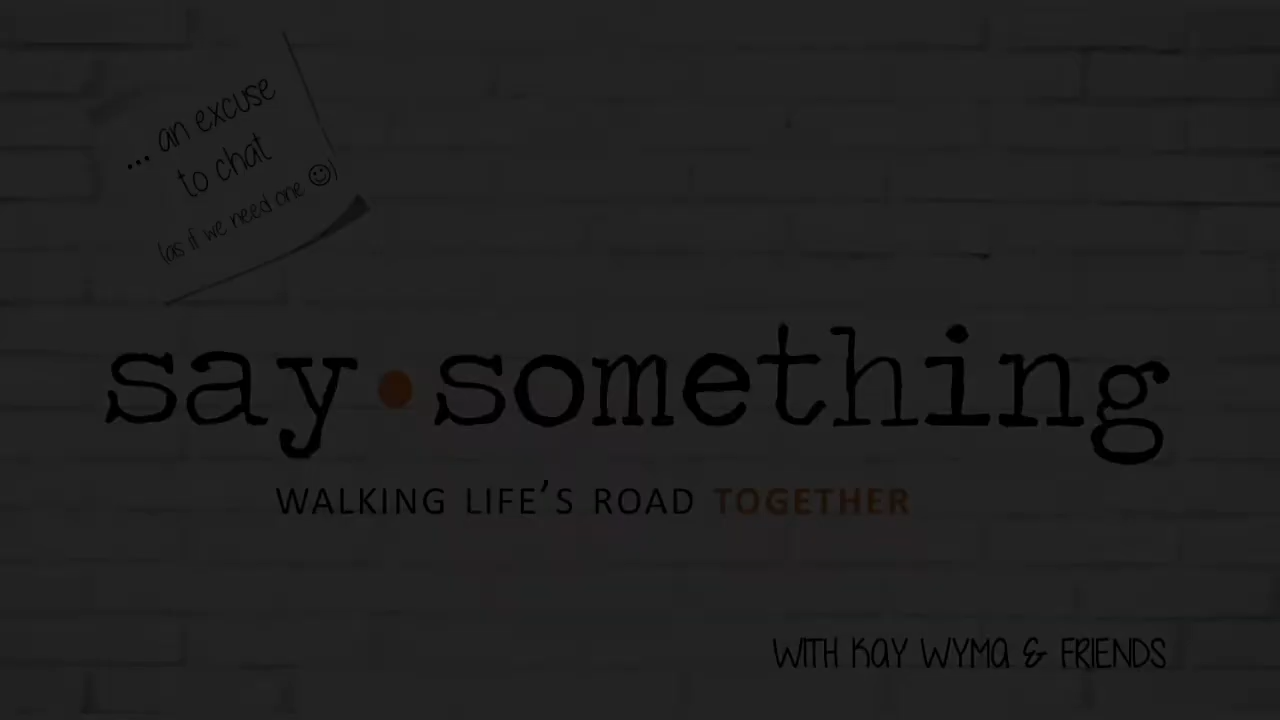 ... an excuse
to chat
(as if we need one ☺)
say•something
WALKING LIFE'S ROAD TOGETHER
WITH KAY WYMA & FRIENDS